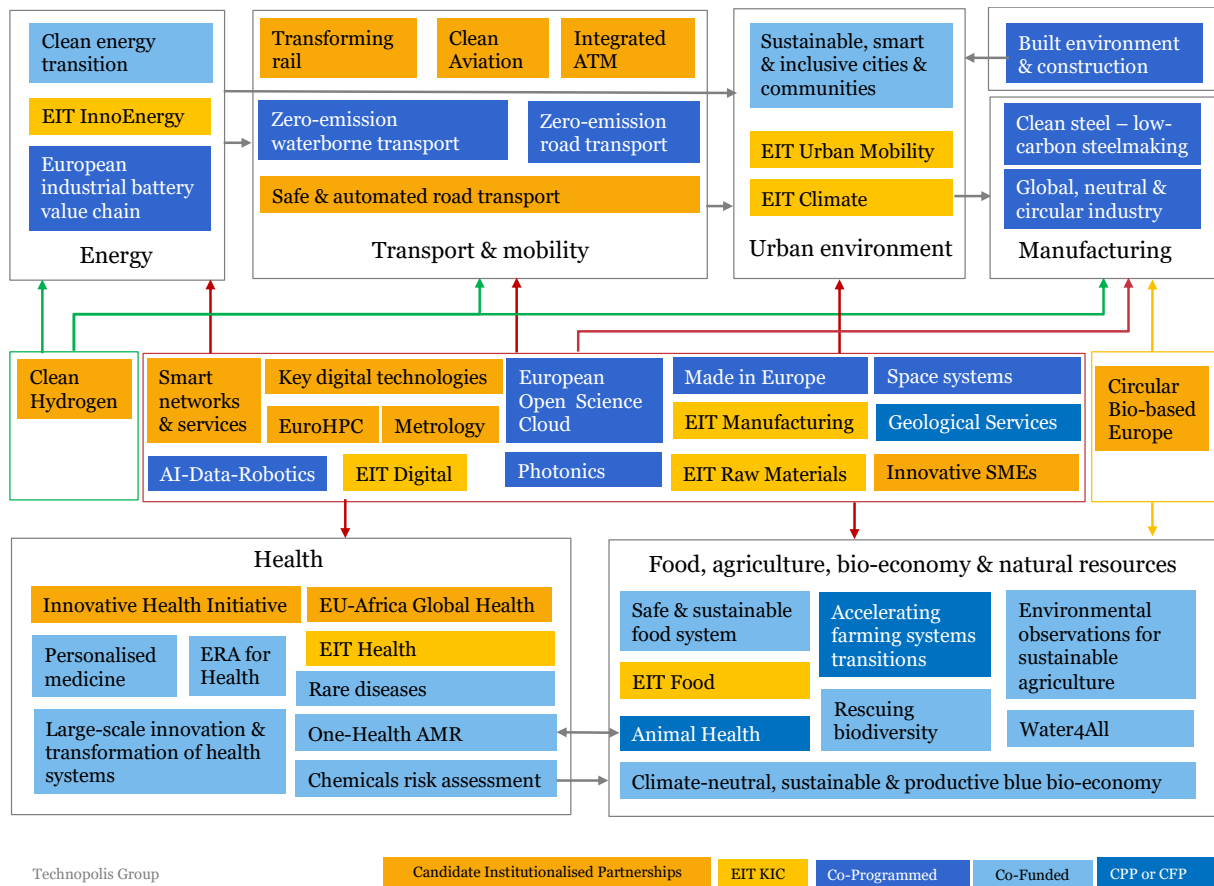 Clean energy
transition
EIT InnoEnergy
European
industrial battery
value chain
Energy
Transforming
rail
Clean
Aviation
Integrated
ATM
Zero-emission
waterborne transport
Zero-emission
road transport
Safe & automated road transport
Transport & mobility
Sustainable, smart
& inclusive cities &
communities
EIT Urban Mobility
EIT Climate
Urban environment
Built environment
& construction
Clean steel – low-
carbon steelmaking
Global, neutral &
circular industry
Manufacturing
Clean
Hydrogen
Smart
networks
& services
Key digital technologies
EuroHPC
Metrology
AI-Data-Robotics
EIT Digital
European
Open Science
Cloud
Photonics
Made in Europe
EIT Manufacturing
EIT Raw Materials
Space systems
Geological Services
Innovative SMEs
Circular
Bio-based
Europe
Health
Innovative Health Initiative
EU-Africa Global Health
Personalised
medicine
ERA for
Health
EIT Health
Rare diseases
Large-scale innovation &
transformation of health
systems
One-Health AMR
Chemicals risk assessment
Food, agriculture, bio-economy & natural resources
Safe & sustainable
food system
Accelerating
farming systems
transitions
Environmental
observations for
sustainable
agriculture
EIT Food
Animal Health
Rescuing
biodiversity
Water4All
Climate-neutral, sustainable & productive blue bio-economy
Technopolis Group
Candidate Institutionalised Partnerships
EIT KIC
Co-Programmed
Co-Funded
CPP or CFP